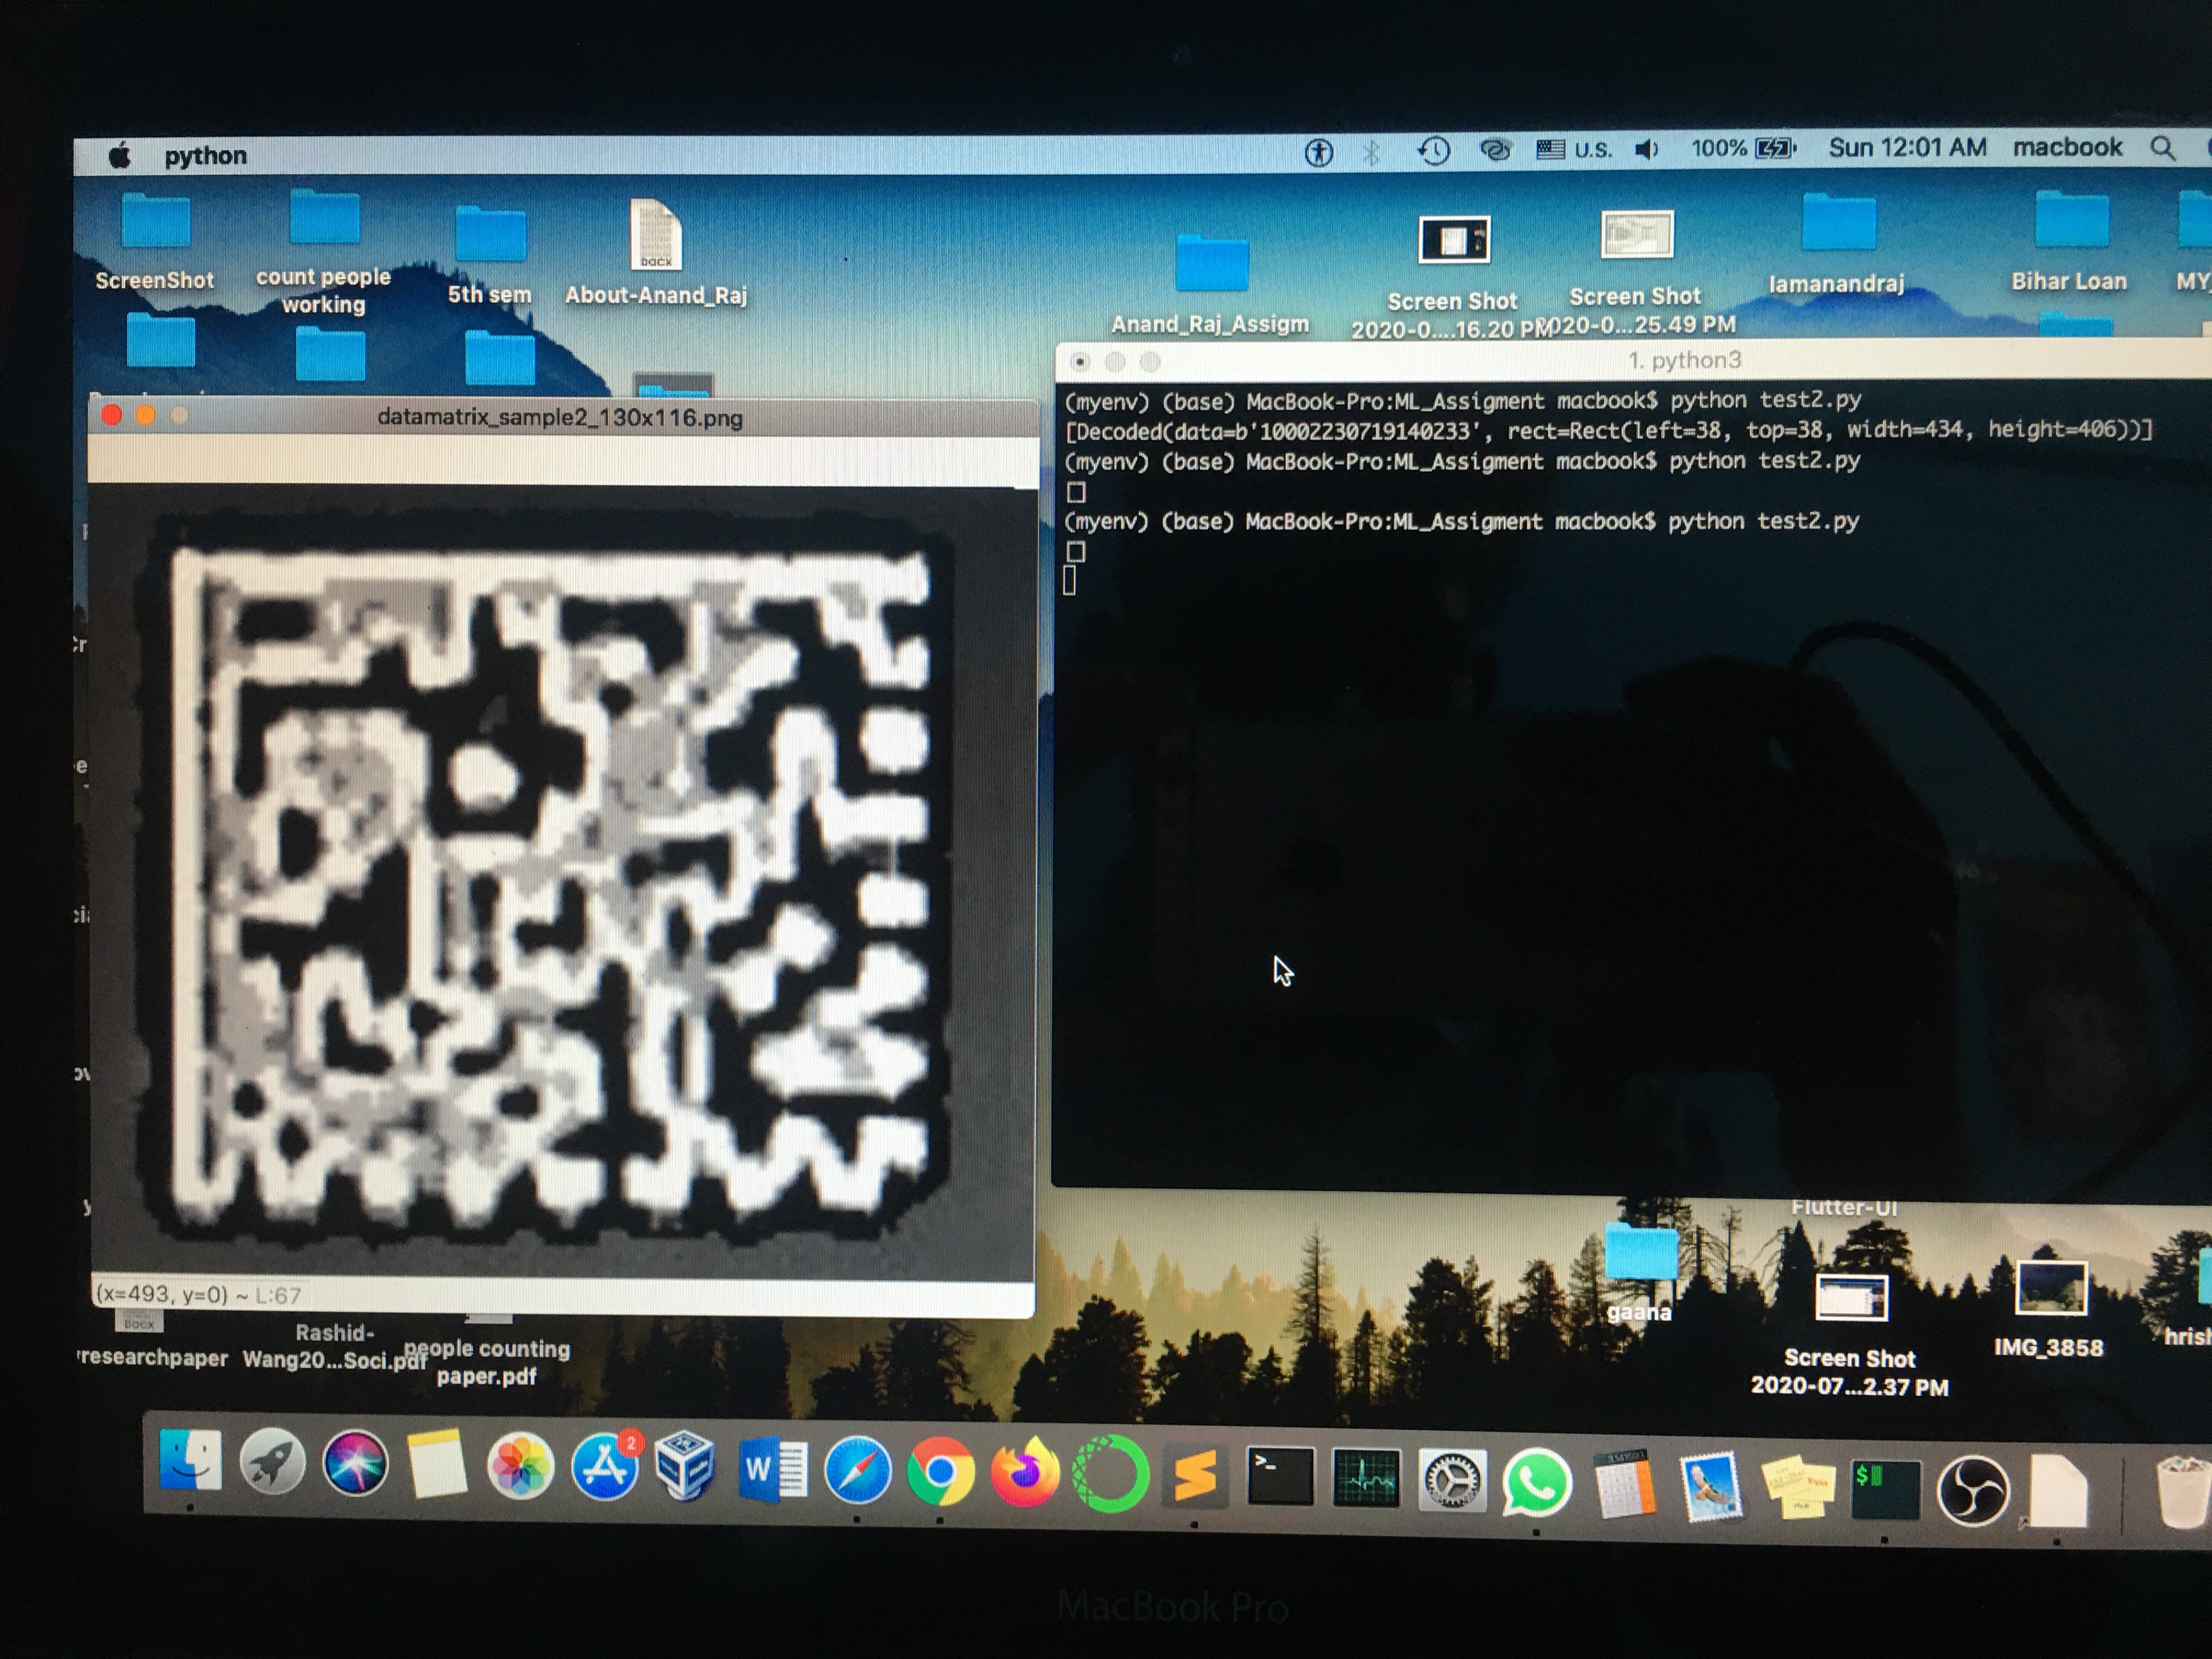 python
U.S.
100%
Sun 12:01 AM
macbook
ScreenShot
count people
working
5th sem
bacx
About-Anand_Raj
Anand_Raj_Assigm
Screen Shot
2020-0....16.20 PM
Screen Shot
2020-0...25.49 PM
Iamanandraj
Bihar Loan
MY_
datamatrix_sample2_130x116.png
(x=493, y=0) ~ L:67
1. python3
(myenv) (base) MacBook-Pro:ML_Assigment macbook$ python test2.py
[Decoded(data=b'10002230719140233', rect=Rect(left=38, top=38, width=434, height=406))]
(myenv) (base) MacBook-Pro:ML_Assigment macbook$ python test2.py
[]
(myenv) (base) MacBook-Pro:ML_Assigment macbook$ python test2.py
[]
researchpaper
Rashid-
Wang20...Soci.pdf
people counting
paper.pdf
Flutter-UI
gaana
Screen Shot
2020-07...2.37 PM
IMG_3858
hrish
2
W
MacBook Pro